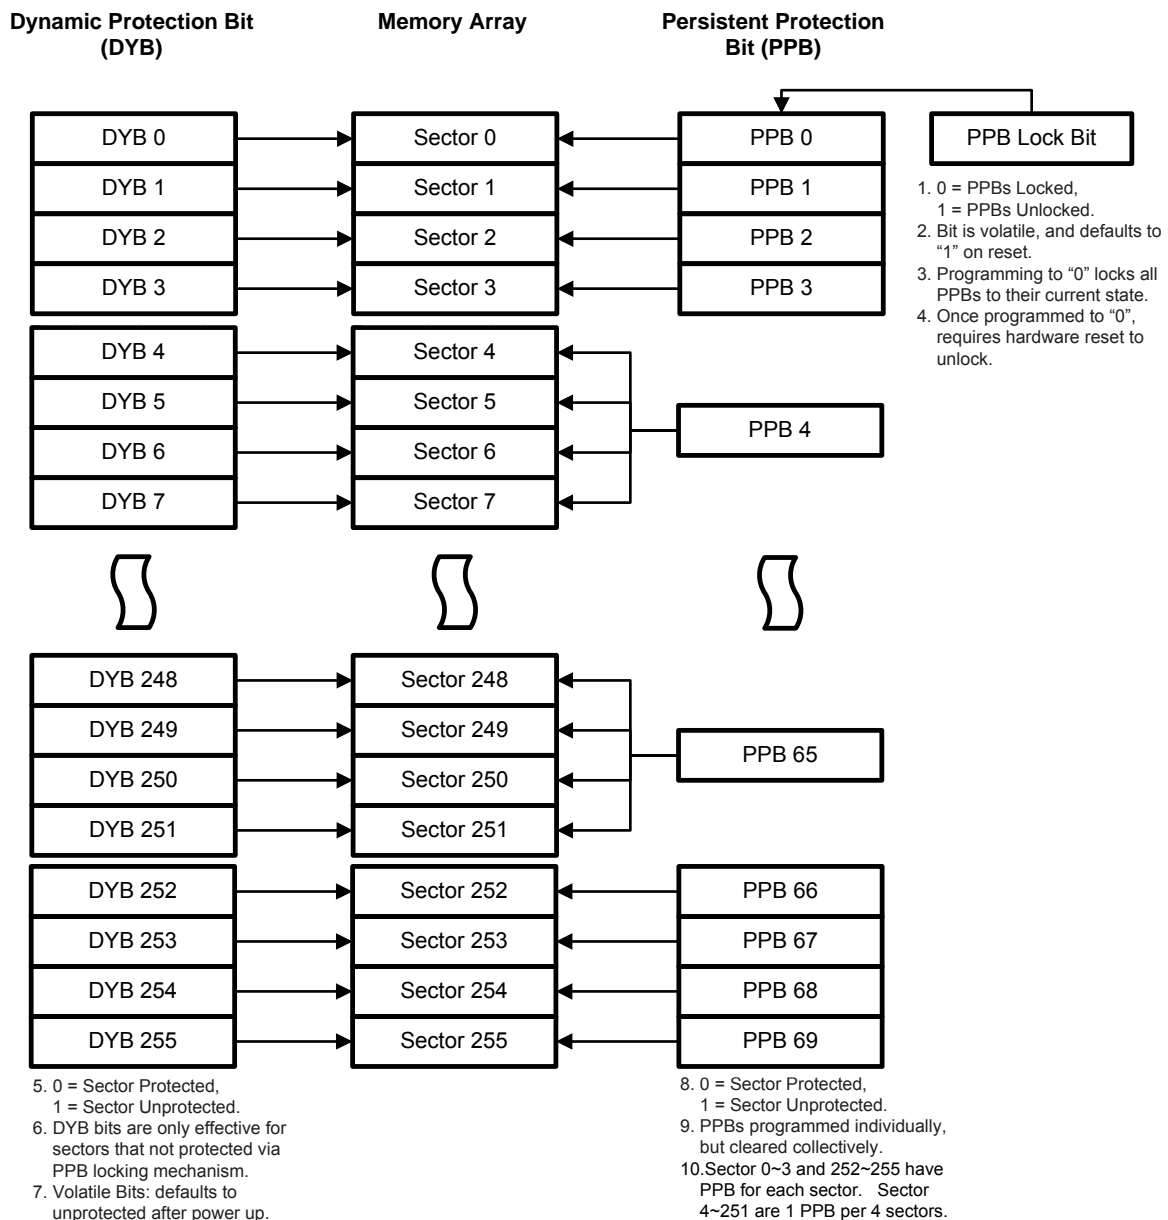 Dynamic Protection Bit
(DYB)
Memory Array
Persistent Protection
Bit (PPB)
DYB 0
Sector 0
PPB 0
PPB Lock Bit
DYB 1
Sector 1
PPB 1
DYB 2
Sector 2
PPB 2
DYB 3
Sector 3
PPB 3
1. 0 = PPBs Locked,
1 = PPBs Unlocked.
2. Bit is volatile, and defaults to
“1” on reset.
3. Programming to “0” locks all
PPBs to their current state.
4. Once programmed to “0”,
requires hardware reset to
unlock.
DYB 4
Sector 4
DYB 5
Sector 5
PPB 4
DYB 6
Sector 6
DYB 7
Sector 7
DYB 248
Sector 248
DYB 249
Sector 249
PPB 65
DYB 250
Sector 250
DYB 251
Sector 251
DYB 252
Sector 252
PPB 66
DYB 253
Sector 253
PPB 67
DYB 254
Sector 254
PPB 68
DYB 255
Sector 255
PPB 69
5. 0 = Sector Protected,
1 = Sector Unprotected.
6. DYB bits are only effective for
sectors that not protected via
PPB locking mechanism.
7. Volatile Bits: defaults to
unprotected after power up.
8. 0 = Sector Protected,
1 = Sector Unprotected.
9. PPBs programmed individually,
but cleared collectively.
10.Sector 0~3 and 252~255 have
PPB for each sector. Sector
4~251 are 1 PPB per 4 sectors.